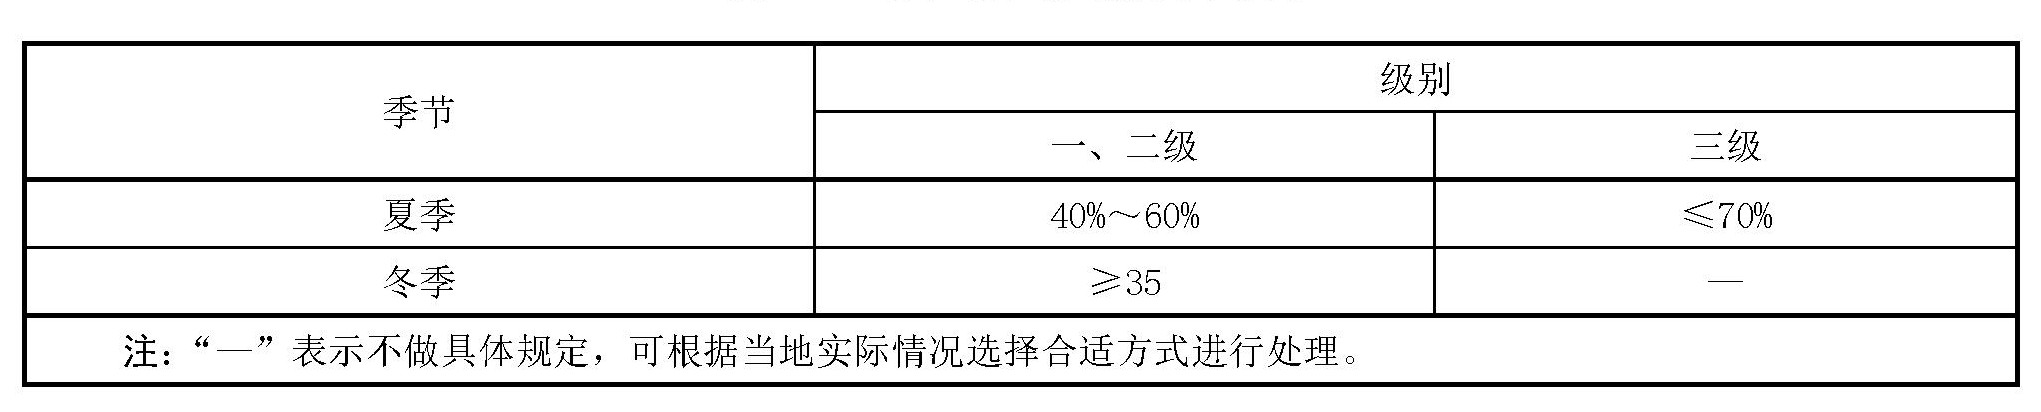 季节
级别
一、二级
三级
夏季
40%～60%
≤70%
冬季
≥35
—
注：“—”表示不做具体规定，可根据当地实际情况选择合适方式进行处理。